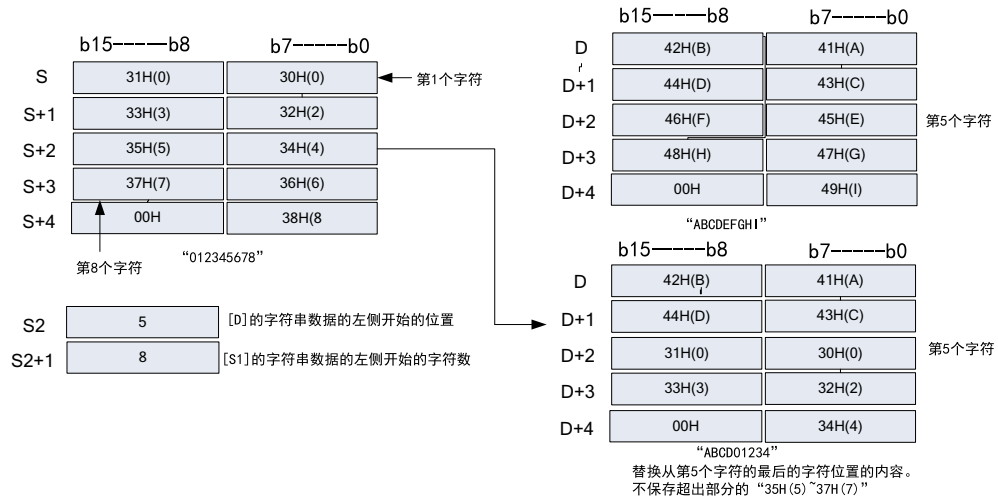 b15-----b8 b7-----b0
S 31H(0) 30H(0) 第1个字符
S+1 33H(3) 32H(2)
S+2 35H(5) 34H(4)
S+3 37H(7) 36H(6)
S+4 00H 38H(8
第8个字符 “012345678”
S2 5 [D]的字符串数据的左侧开始的位置
S2+1 8 [S1]的字符串数据的左侧开始的字符数
b15-----b8 b7-----b0
D 42H(B) 41H(A)
D+1 44H(D) 43H(C)
D+2 46H(F) 45H(E) 第5个字符
D+3 48H(H) 47H(G)
D+4 00H 49H(I)
“ABCDEFGHI”
b15-----b8 b7-----b0
D 42H(B) 41H(A)
D+1 44H(D) 43H(C)
D+2 31H(0) 30H(0) 第5个字符
D+3 33H(3) 32H(2)
D+4 00H 34H(4)
“ABCD01234”
替换从第5个字符的最后的字符位置的内容。
不保存超出部分的“35H(5)~37H(7)”